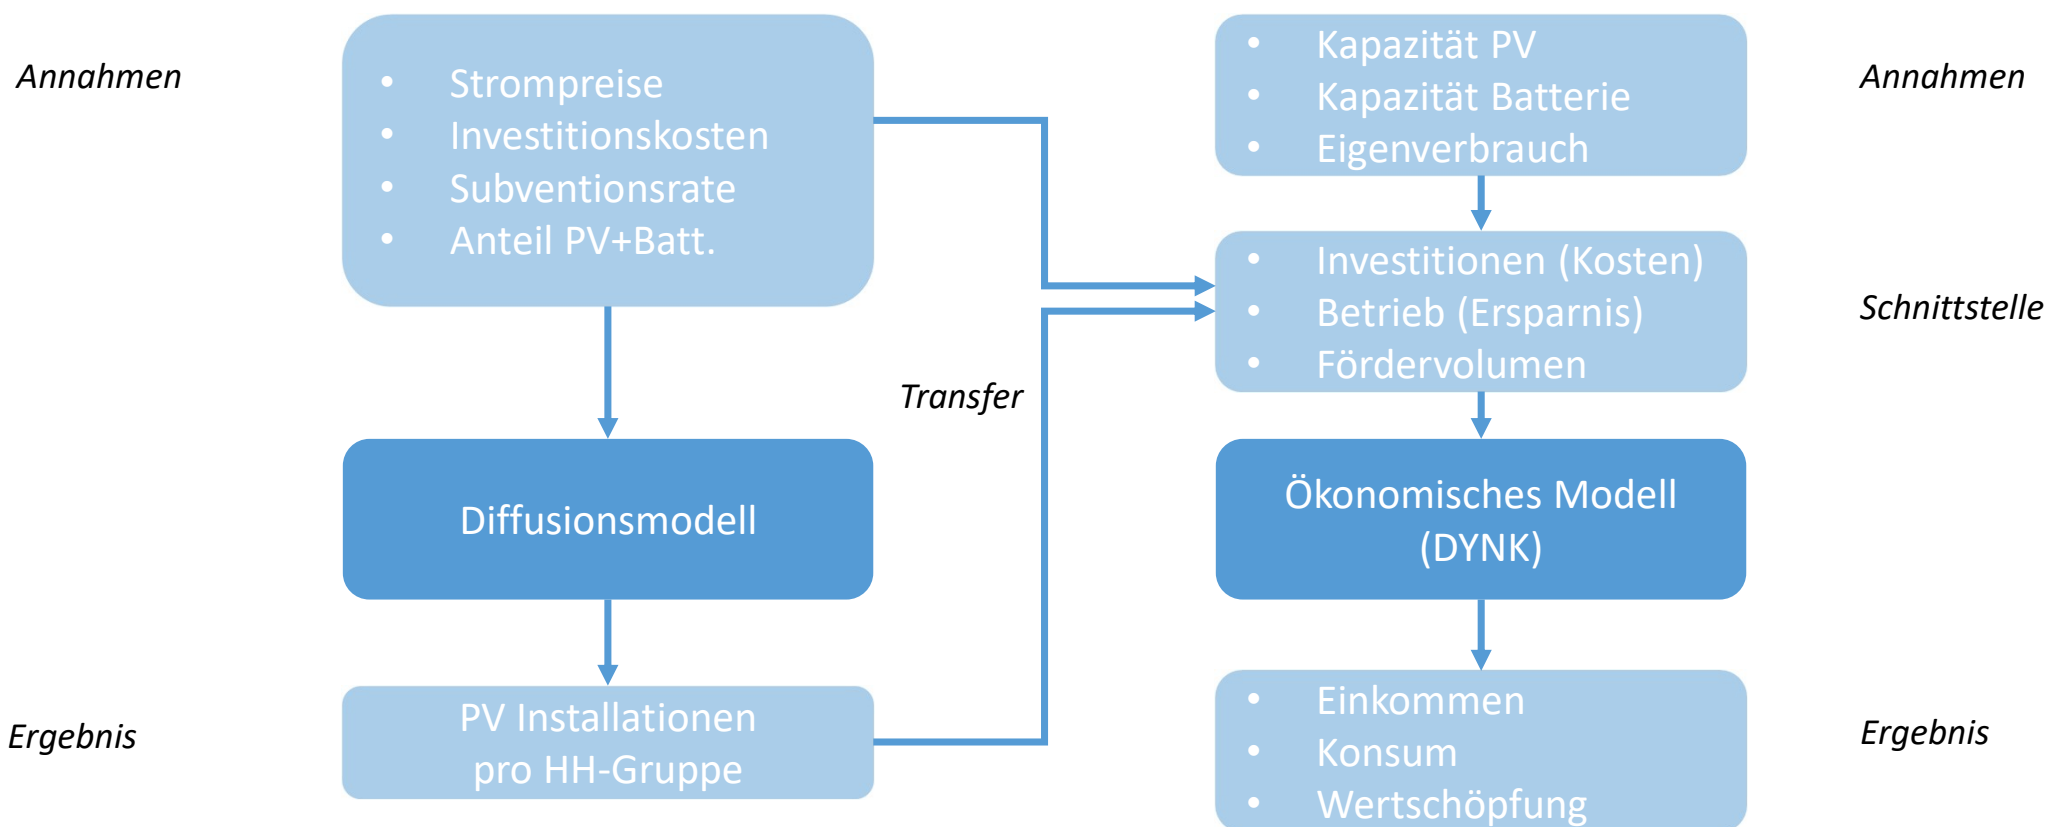 Annahmen
• Strompreise
• Investitionskosten
• Subventionsrate
• Anteil PV+Batt.
Diffusionsmodell
Ergebnis
PV Installationen
pro HH-Gruppe
Transfer
• Kapazität PV
• Kapazität Batterie
• Eigenverbrauch
Annahmen
• Investitionen (Kosten)
• Betrieb (Ersparnis)
• Fördervolumen
Schnittstelle
Ökonomisches Modell
(DYNK)
• Einkommen
• Konsum
• Wertschöpfung
Ergebnis